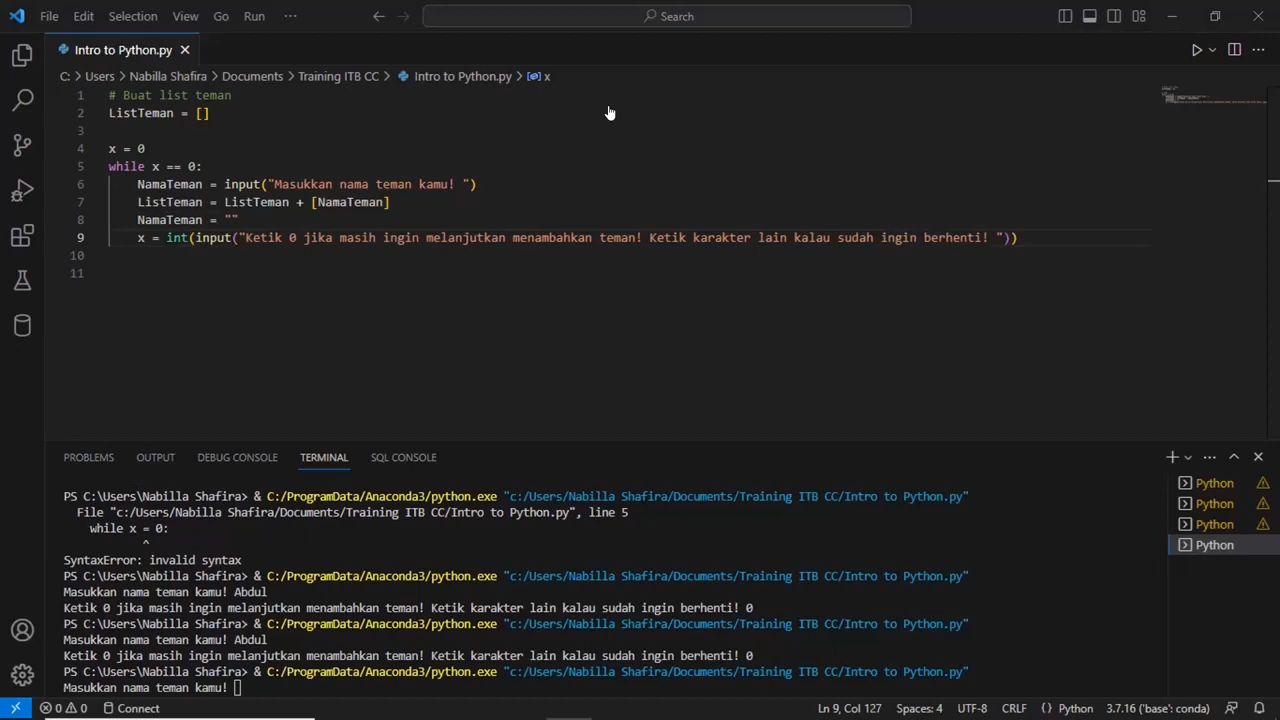 File Edit Selection View Go Run ··· Search
Intro to Python.py
C: > Users > Nabilla Shafira > Documents > Training ITB CC > Intro to Python.py > x
1 # Buat list teman
2 ListTeman = []
3
4 x = 0
5 while x == 0:
6 NamaTeman = input("Masukkan nama teman kamu! ")
7 ListTeman = ListTeman + [NamaTeman]
8 NamaTeman = ""
9 x = int(input("Ketik 0 jika masih ingin melanjutkan menambahkan teman! Ketik karakter lain kalau sudah ingin berhenti! "))
10
11
PROBLEMS OUTPUT DEBUG CONSOLE TERMINAL SQL CONSOLE
PS C:\Users\Nabilla Shafira> & C:/ProgramData/Anaconda3/python.exe "c:/Users/Nabilla Shafira/Documents/Training ITB CC/Intro to Python.py"
File "c:/Users/Nabilla Shafira/Documents/Training ITB CC/Intro to Python.py", line 5
while x = 0:
^
SyntaxError: invalid syntax
PS C:\Users\Nabilla Shafira> & C:/ProgramData/Anaconda3/python.exe "c:/Users/Nabilla Shafira/Documents/Training ITB CC/Intro to Python.py"
Masukkan nama teman kamu! Abdul
Ketik 0 jika masih ingin melanjutkan menambahkan teman! Ketik karakter lain kalau sudah ingin berhenti! 0
PS C:\Users\Nabilla Shafira> & C:/ProgramData/Anaconda3/python.exe "c:/Users/Nabilla Shafira/Documents/Training ITB CC/Intro to Python.py"
Masukkan nama teman kamu! Abdul
Ketik 0 jika masih ingin melanjutkan menambahkan teman! Ketik karakter lain kalau sudah ingin berhenti! 0
PS C:\Users\Nabilla Shafira> & C:/ProgramData/Anaconda3/python.exe "c:/Users/Nabilla Shafira/Documents/Training ITB CC/Intro to Python.py"
Masukkan nama teman kamu!
Python
Python
Python
Python
0 0 Connect Ln 9, Col 127 Spaces: 4 UTF-8 CRLF {} Python 3.7.16 ('base': conda)